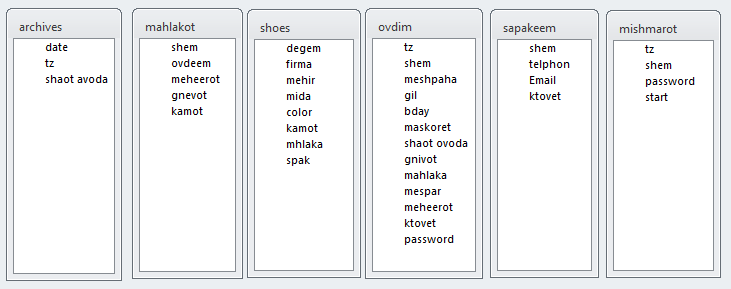 archives
date
tz
shaot avoda
mahlakot
shem
ovdeem
meheerot
gnevot
kamot
shoes
degem
firma
mehir
mida
color
kamot
mhlaka
spak
ovdim
tz
shem
meshpaha
gil
bday
maskoret
shaot ovoda
gnivot
mahlaka
mespar
meheerot
ktovet
password
sapakeem
shem
telphon
Email
ktovet
mishmarot
tz
shem
password
start